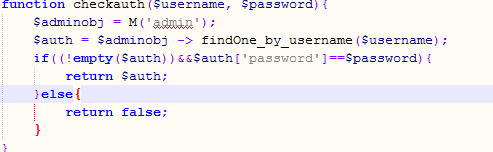 function checkauth($username, $password){
$adminobj = M('admin');
$auth = $adminobj -> findOne_by_username($username);
if((!empty($auth))&&$auth['password']==$password){
return $auth;
}else{
return false;
}
}